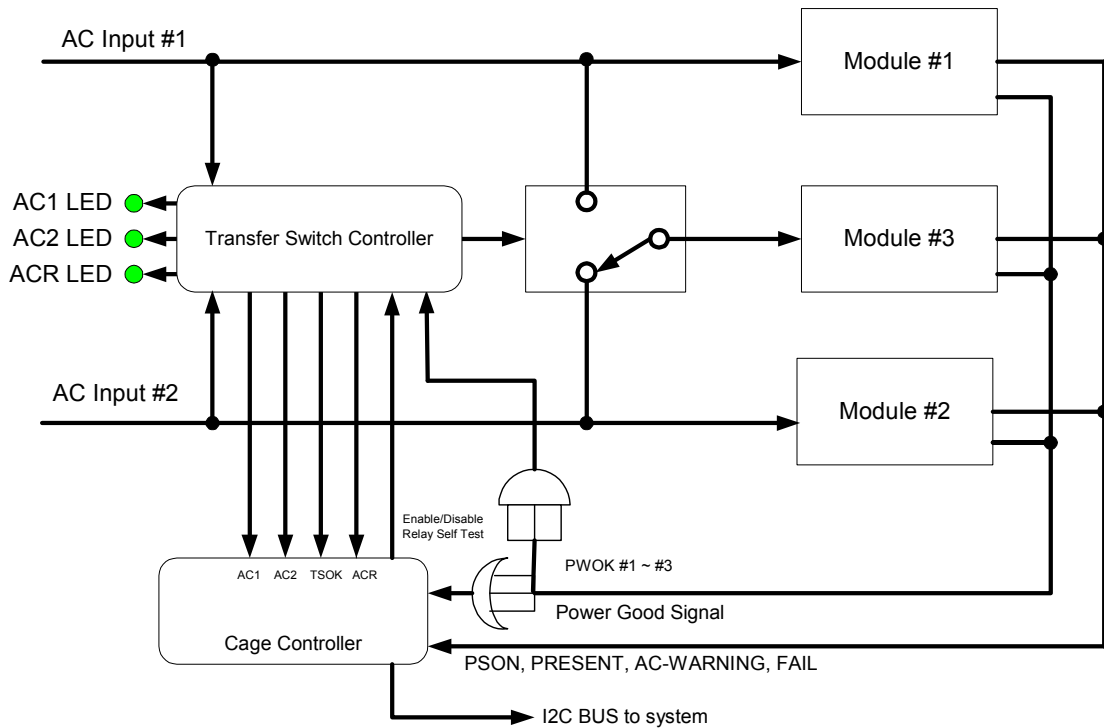 AC Input #1
Module #1
AC1 LED
AC2 LED
ACR LED
Transfer Switch Controller
Module #3
AC Input #2
Module #2
Enable/Disable
Relay Self Test
PWOK #1 ~ #3
AC1 AC2 TSOK ACR
Power Good Signal
Cage Controller
PSON, PRESENT, AC-WARNING, FAIL
I2C BUS to system